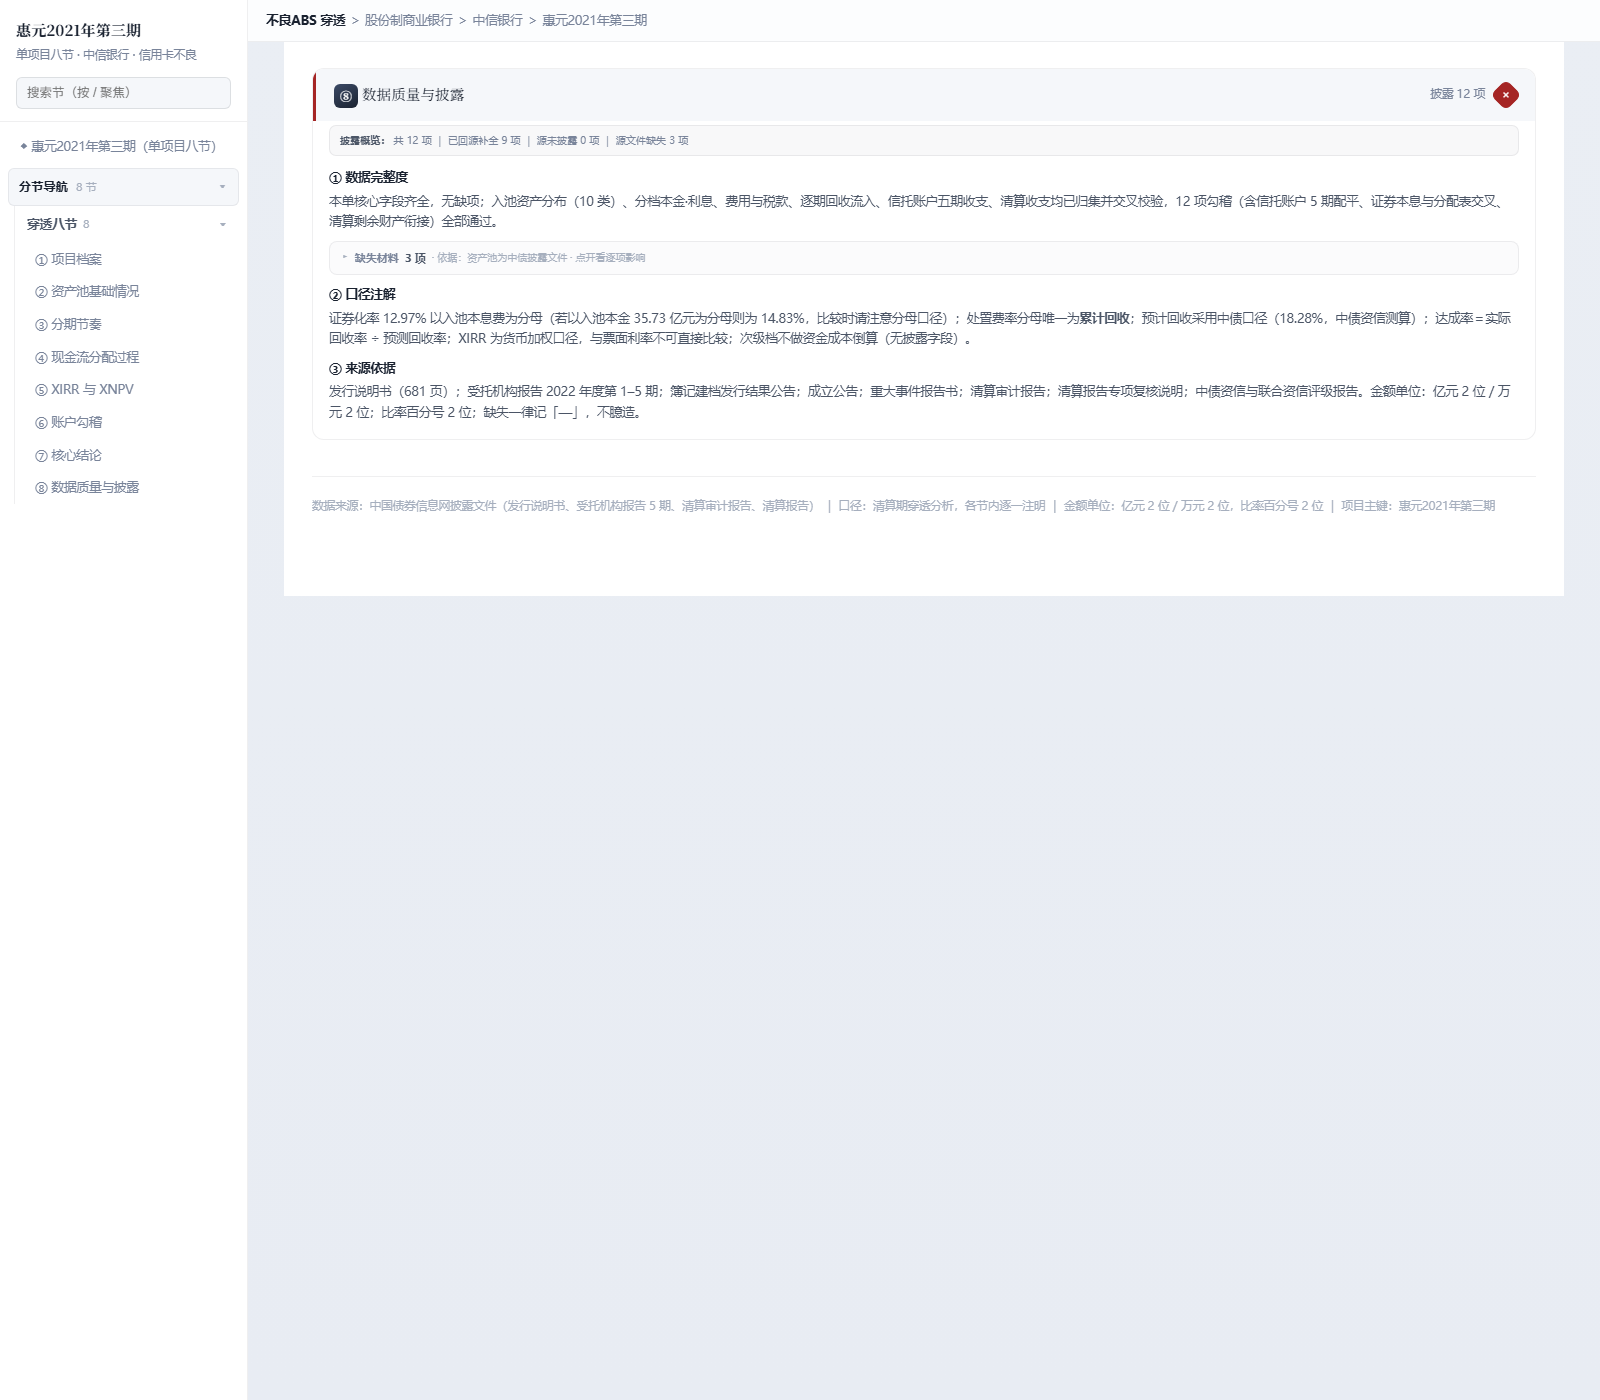 惠元2021年第三期
单项目八节 · 中信银行 · 信用卡不良
搜索节（按 / 聚焦）
◆ 惠元2021年第三期（单项目八节）
分节导航 8 节
穿透八节 8
① 项目档案
② 资产池基础情况
③ 分期节奏
④ 现金流分配过程
⑤ XIRR 与 XNPV
⑥ 账户勾稽
⑦ 核心结论
⑧ 数据质量与披露
不良ABS 穿透 > 股份制商业银行 > 中信银行 > 惠元2021年第三期
⑧ 数据质量与披露
披露 12 项
披露概览： 共 12 项 | 已回源补全 9 项 | 源未披露 0 项 | 源文件缺失 3 项
① 数据完整度
本单核心字段齐全，无缺项；入池资产分布（10 类）、分档本金·利息、费用与税款、逐期回收流入、信托账户五期收支、清算收支均已归集并交叉校验，12 项勾稽（含信托账户 5 期配平、证券本息与分配表交叉、
清算剩余财产衔接）全部通过。
缺失材料 3 项 · 依据：资产池为中债披露文件 · 点开看逐项影响
② 口径注解
证券化率 12.97% 以入池本息费为分母（若以入池本金 35.73 亿元为分母则为 14.83%，比较时请注意分母口径）；处置费率分母唯一为累计回收；预计回收采用中债口径（18.28%，中债资信测算）；达成率＝实际
回收率 ÷ 预测回收率；XIRR 为货币加权口径，与票面利率不可直接比较；次级档不做资金成本倒算（无披露字段）。
③ 来源依据
发行说明书（681 页）；受托机构报告 2022 年度第 1–5 期；簿记建档发行结果公告；成立公告；重大事件报告书；清算审计报告；清算报告专项复核说明；中债资信与联合资信评级报告。金额单位：亿元 2 位 / 万
元 2 位；比率百分号 2 位；缺失一律记「—」，不臆造。
数据来源：中国债券信息网披露文件（发行说明书、受托机构报告 5 期、清算审计报告、清算报告） | 口径：清算期穿透分析，各节内逐一注明 | 金额单位：亿元 2 位 / 万元 2 位，比率百分号 2 位 | 项目主键：惠元2021年第三期